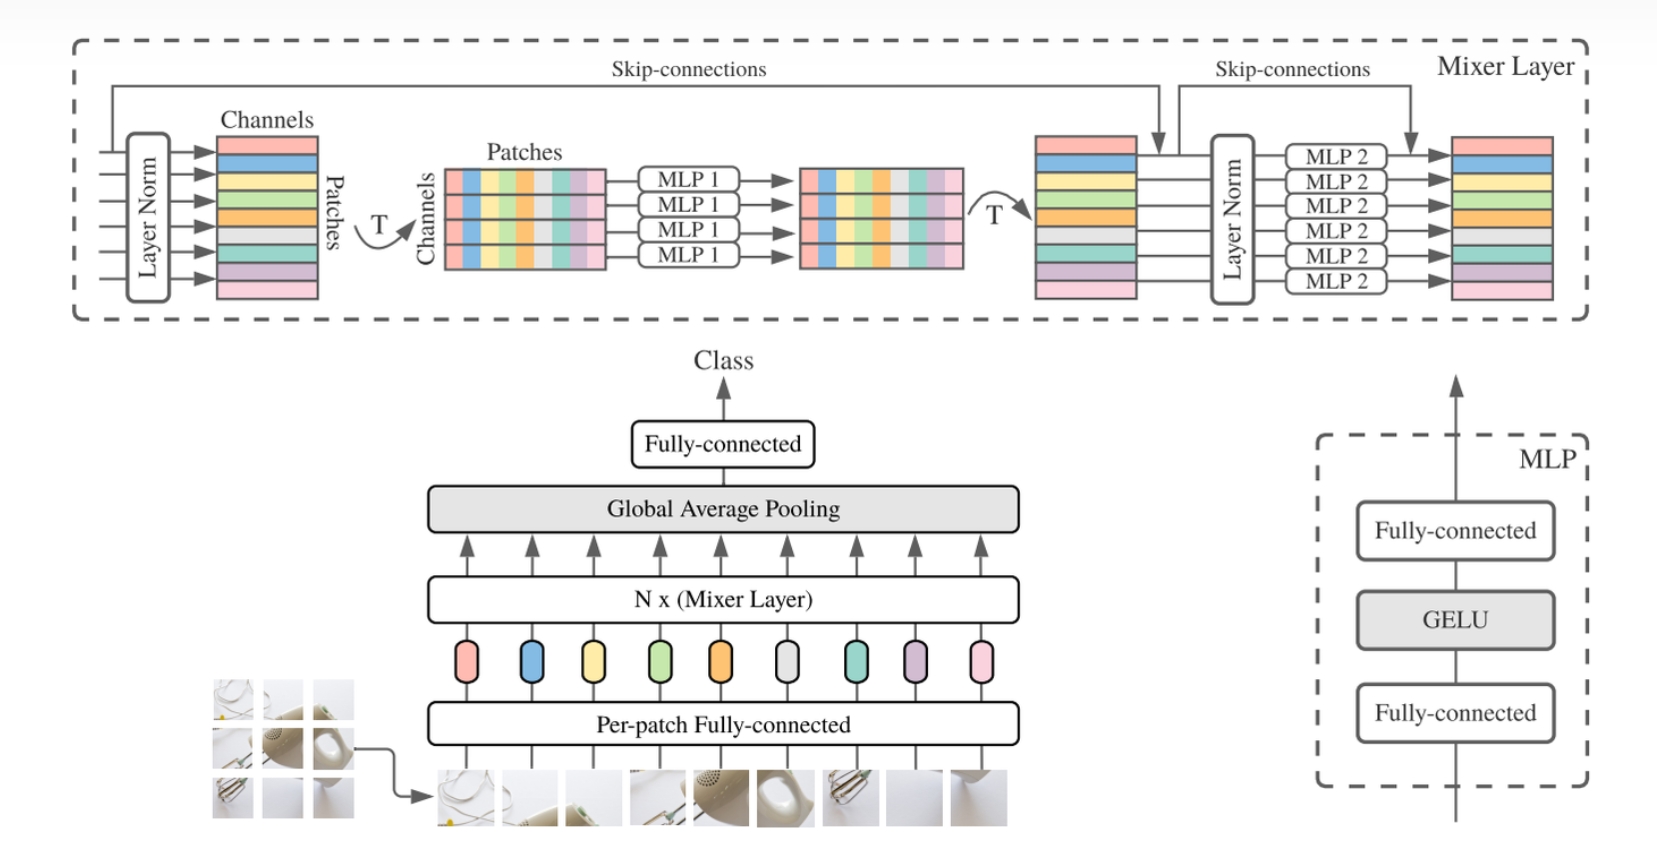 Skip-connections
Skip-connections
Mixer Layer
Channels
Layer Norm
Patches
T
Channels
Patches
MLP 1
MLP 1
MLP 1
MLP 1
T
Layer Norm
MLP 2
MLP 2
MLP 2
MLP 2
MLP 2
MLP 2
Class
Fully-connected
Global Average Pooling
N x (Mixer Layer)
Per-patch Fully-connected
MLP
Fully-connected
GELU
Fully-connected